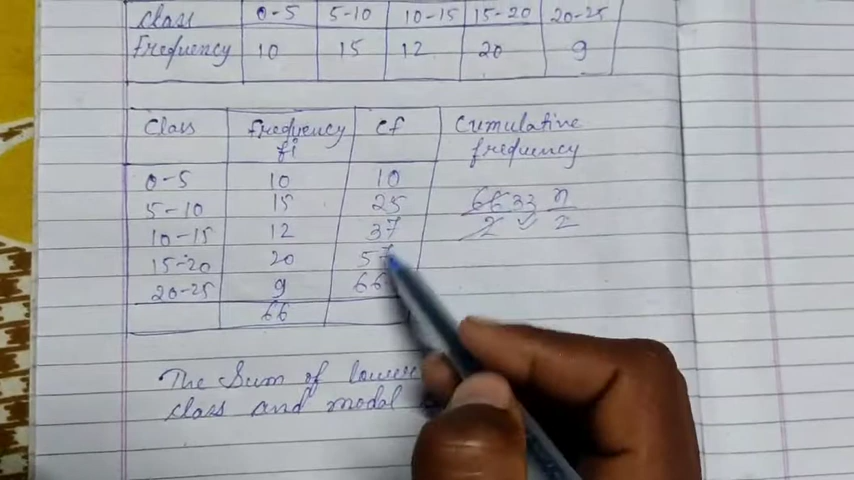 Class 0-5 5-10 10-15 15-20 20-25
Frequency 10 15 12 20 9
Class Frequency fi Cf Cumulative frequency
0-5 10 10
5-10 15 25
10-15 12 37
15-20 20 57
20-25 9 66
66
66 33 n
2 2
The Sum of lower
class and modal